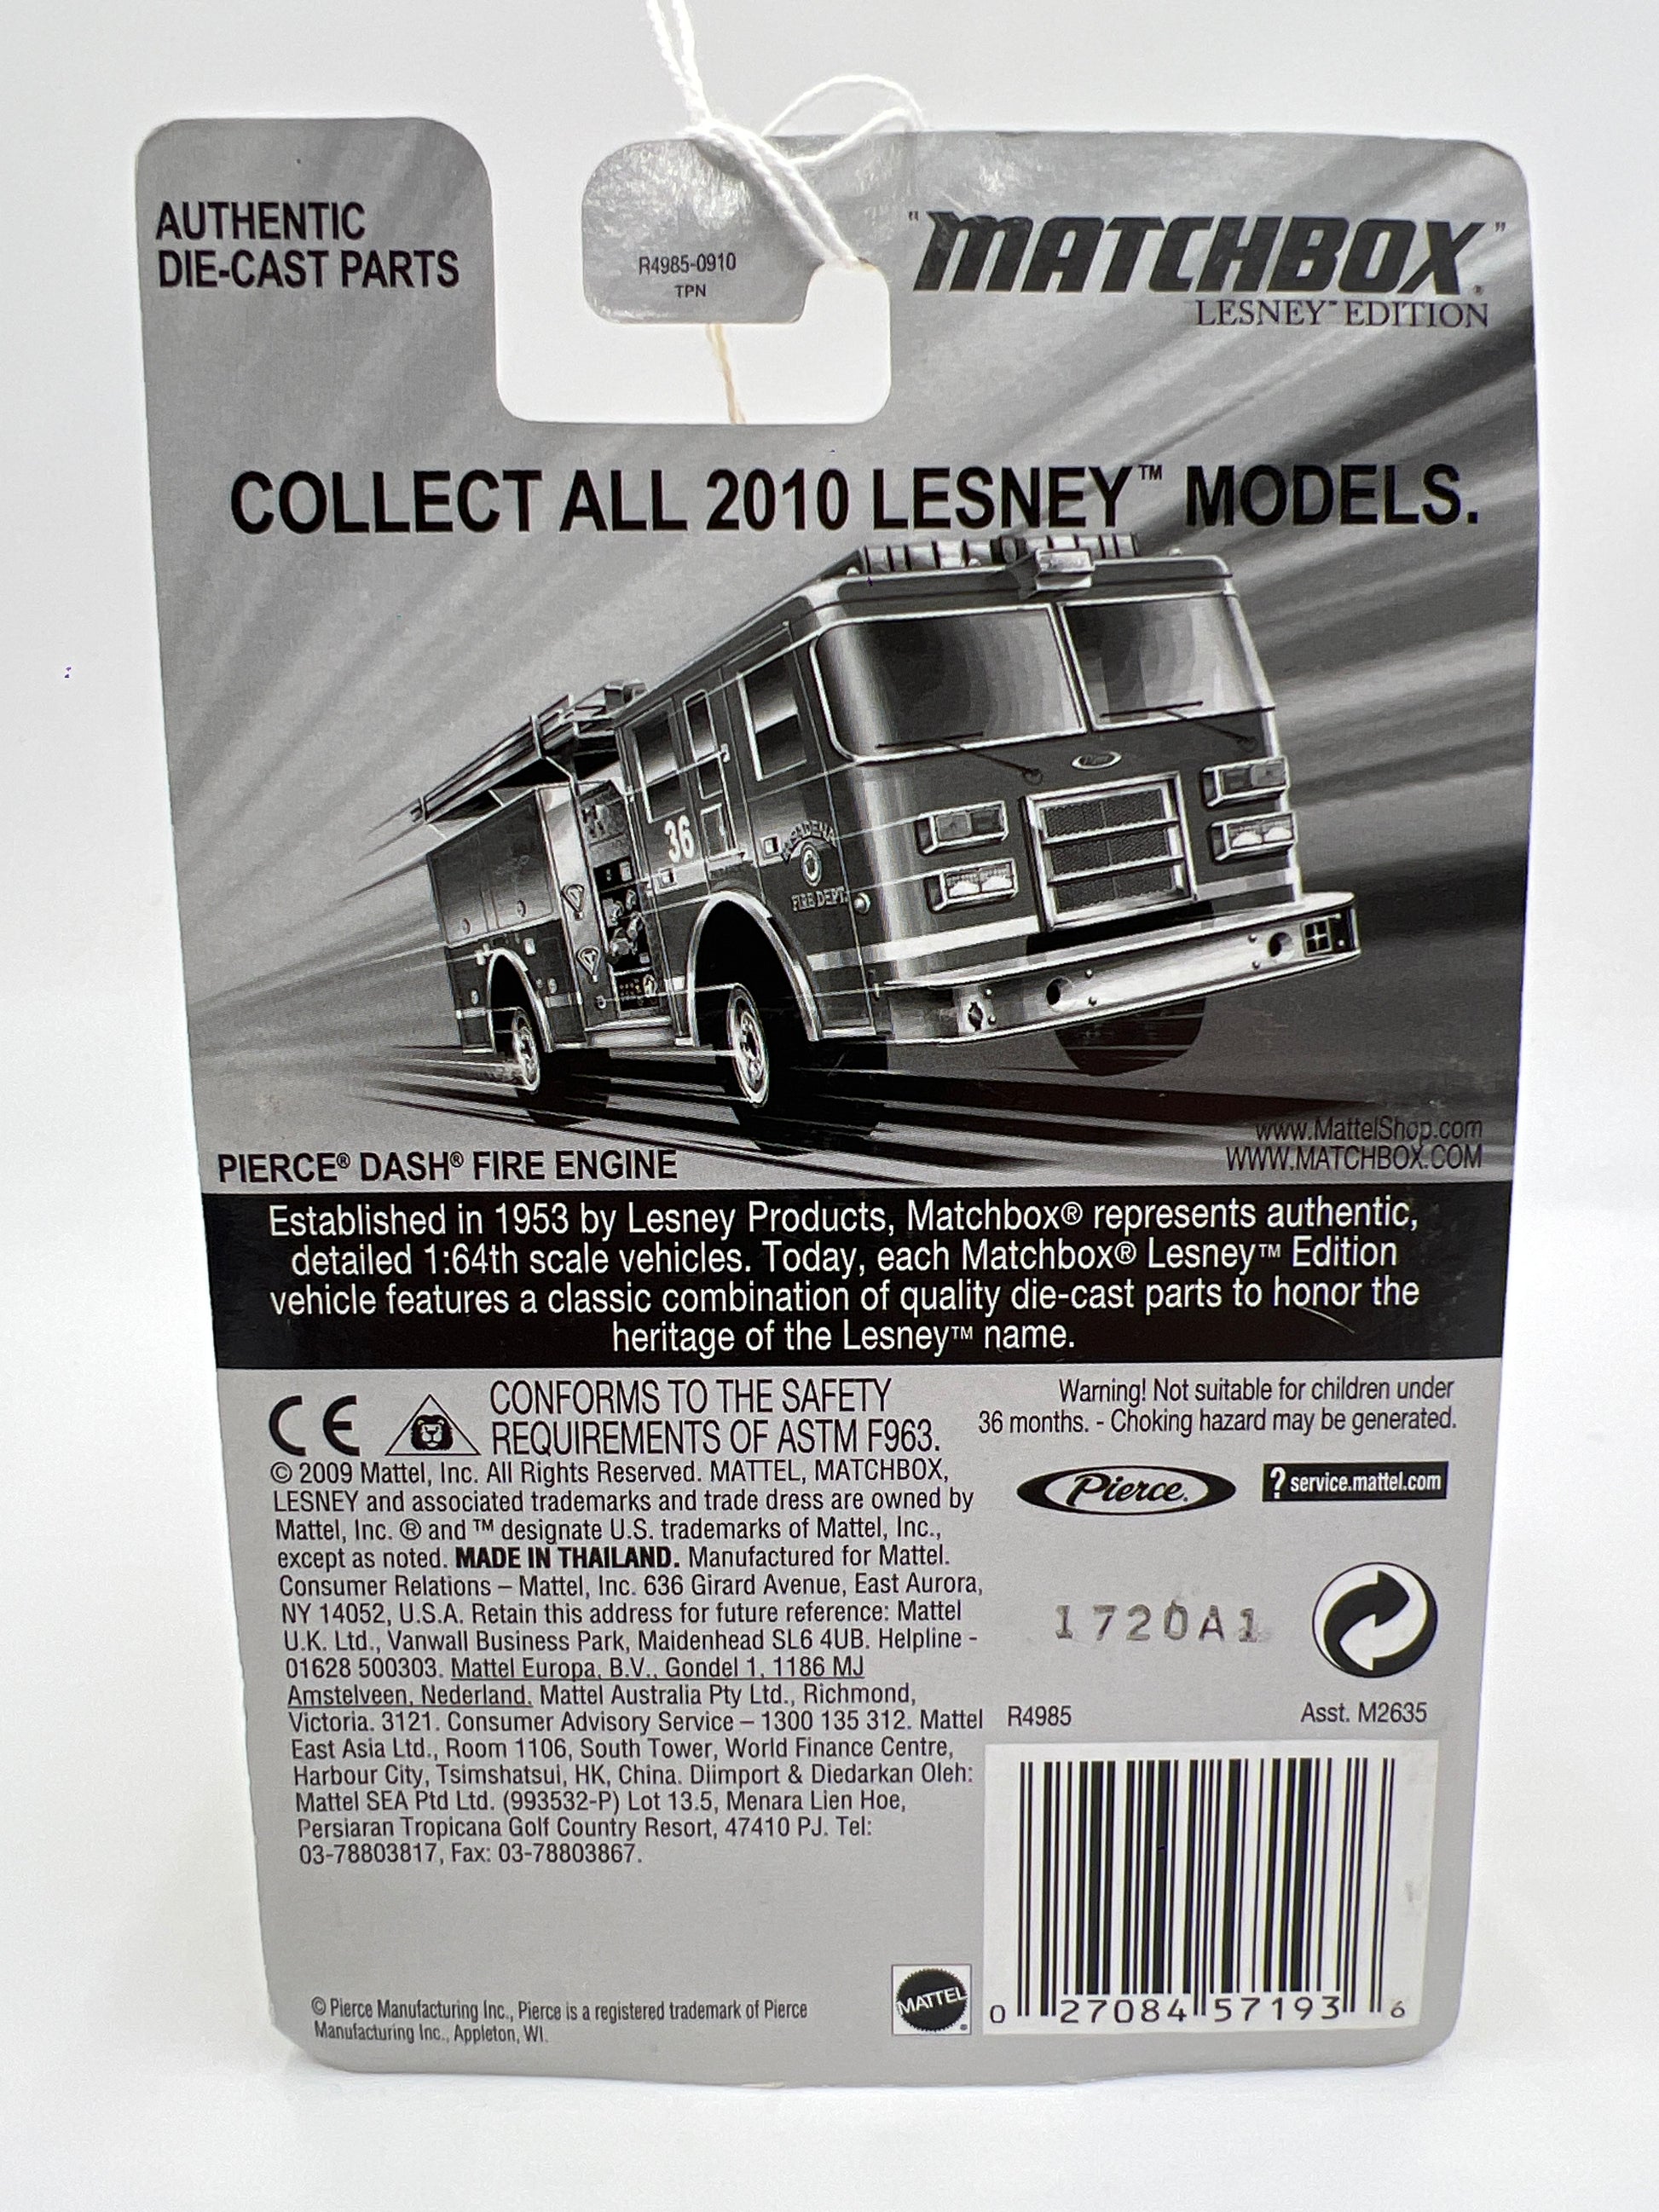 AUTHENTIC
DIE-CAST PARTS
R4985-0910
TPN
"MATCHBOX"®
LESNEY™ EDITION
COLLECT ALL 2010 LESNEY™ MODELS.
Pierce
36
PASADENA
FIRE DEPT.
www.MattelShop.com
WWW.MATCHBOX.COM
PIERCE® DASH® FIRE ENGINE
Established in 1953 by Lesney Products, Matchbox® represents authentic,
detailed 1:64th scale vehicles. Today, each Matchbox® Lesney™ Edition
vehicle features a classic combination of quality die-cast parts to honor the
heritage of the Lesney™ name.
CE
CONFORMS TO THE SAFETY
REQUIREMENTS OF ASTM F963.
Warning! Not suitable for children under
36 months. - Choking hazard may be generated.
© 2009 Mattel, Inc. All Rights Reserved. MATTEL, MATCHBOX,
LESNEY and associated trademarks and trade dress are owned by
Mattel, Inc. ® and ™ designate U.S. trademarks of Mattel, Inc.,
except as noted. MADE IN THAILAND. Manufactured for Mattel.
Consumer Relations – Mattel, Inc. 636 Girard Avenue, East Aurora,
NY 14052, U.S.A. Retain this address for future reference: Mattel
U.K. Ltd., Vanwall Business Park, Maidenhead SL6 4UB. Helpline -
01628 500303. Mattel Europa, B.V., Gondel 1, 1186 MJ
Amstelveen, Nederland. Mattel Australia Pty Ltd., Richmond,
Victoria. 3121. Consumer Advisory Service – 1300 135 312. Mattel
East Asia Ltd., Room 1106, South Tower, World Finance Centre,
Harbour City, Tsimshatsui, HK, China. Diimport & Diedarkan Oleh:
Mattel SEA Ptd Ltd. (993532-P) Lot 13.5, Menara Lien Hoe,
Persiaran Tropicana Golf Country Resort, 47410 PJ. Tel:
03-78803817, Fax: 03-78803867.
Pierce®
? service.mattel.com
1720A1
R4985
Asst. M2635
0 27084 57193 6
MATTEL®
© Pierce Manufacturing Inc., Pierce is a registered trademark of Pierce
Manufacturing Inc., Appleton, WI.